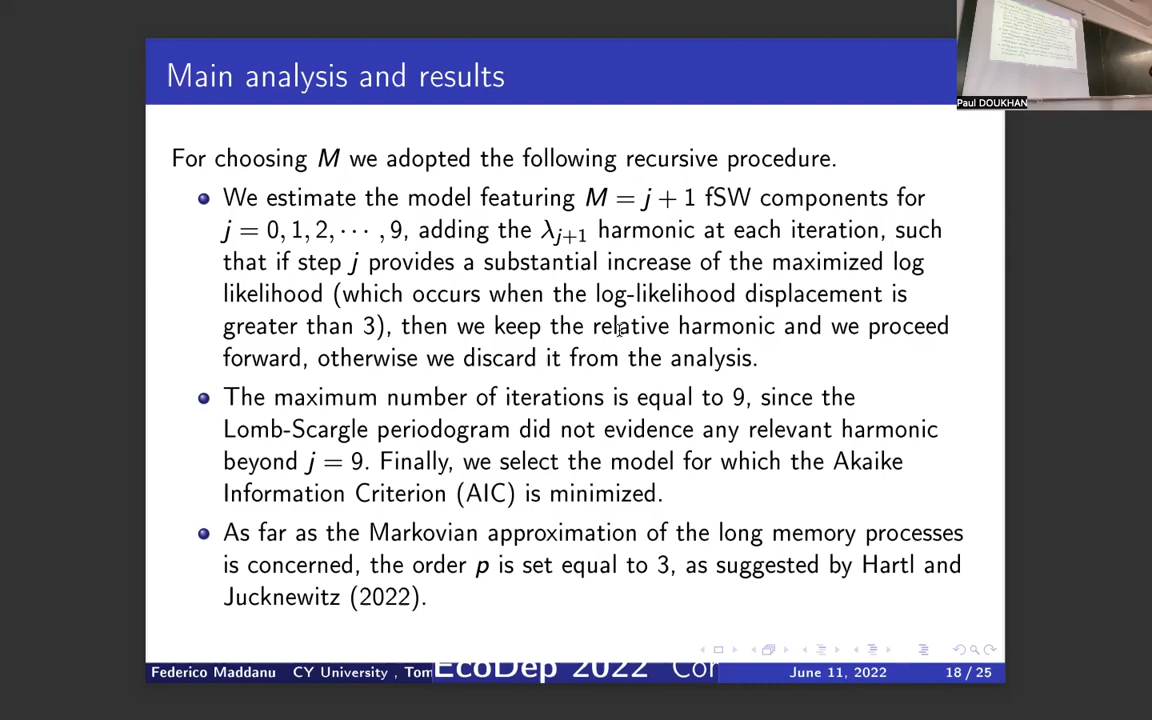 Main analysis and results
Paul DOUKHAN
For choosing M we adopted the following recursive procedure.
We estimate the model featuring M = j + 1 fSW components for
j = 0, 1, 2, ⋯ , 9, adding the λj+1 harmonic at each iteration, such
that if step j provides a substantial increase of the maximized log
likelihood (which occurs when the log-likelihood displacement is
greater than 3), then we keep the relative harmonic and we proceed
forward, otherwise we discard it from the analysis.
The maximum number of iterations is equal to 9, since the
Lomb-Scargle periodogram did not evidence any relevant harmonic
beyond j = 9. Finally, we select the model for which the Akaike
Information Criterion (AIC) is minimized.
As far as the Markovian approximation of the long memory processes
is concerned, the order p is set equal to 3, as suggested by Hartl and
Jucknewitz (2022).
Federico Maddanu CY University , Tom EcoDep 2022 Con June 11, 2022 18 / 25